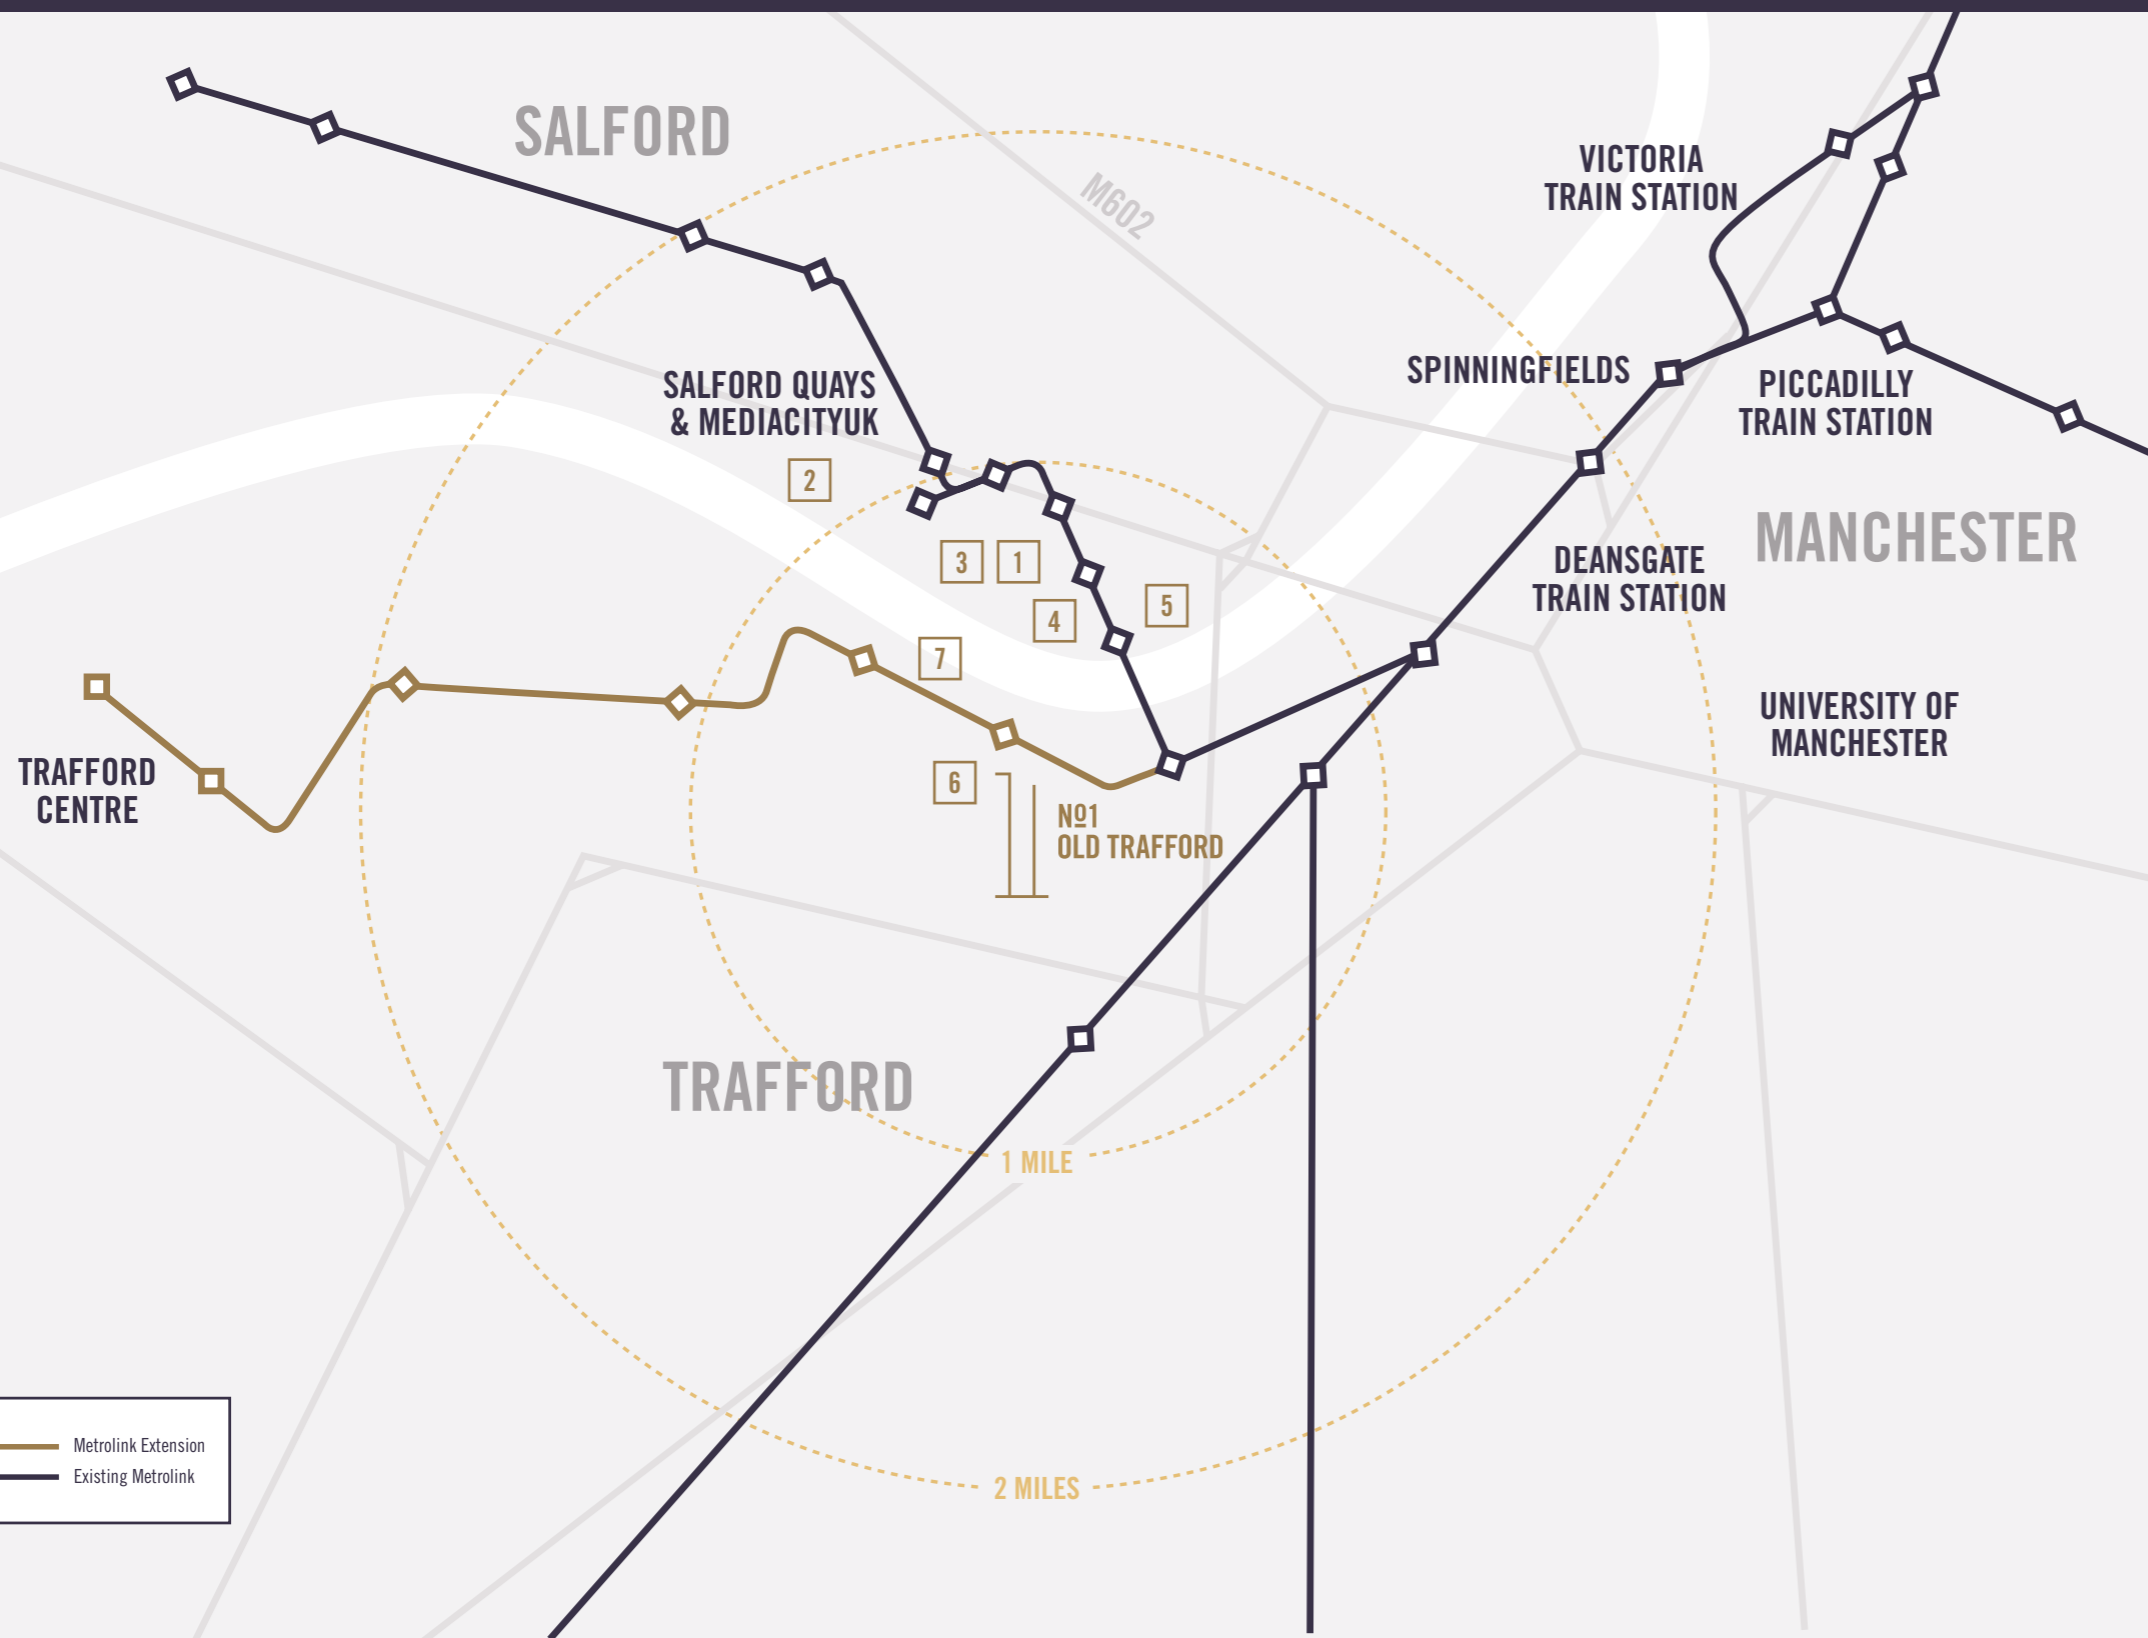 SALFORD
M602
VICTORIA
TRAIN STATION
SPINNINGFIELDS
SALFORD QUAYS
& MEDIACITYUK
PICCADILLY
TRAIN STATION
2
MANCHESTER
3
1
DEANSGATE
TRAIN STATION
5
4
7
UNIVERSITY OF
MANCHESTER
TRAFFORD
CENTRE
6
Nº1
OLD TRAFFORD
TRAFFORD
1 MILE
Metrolink Extension
Existing Metrolink
2 MILES